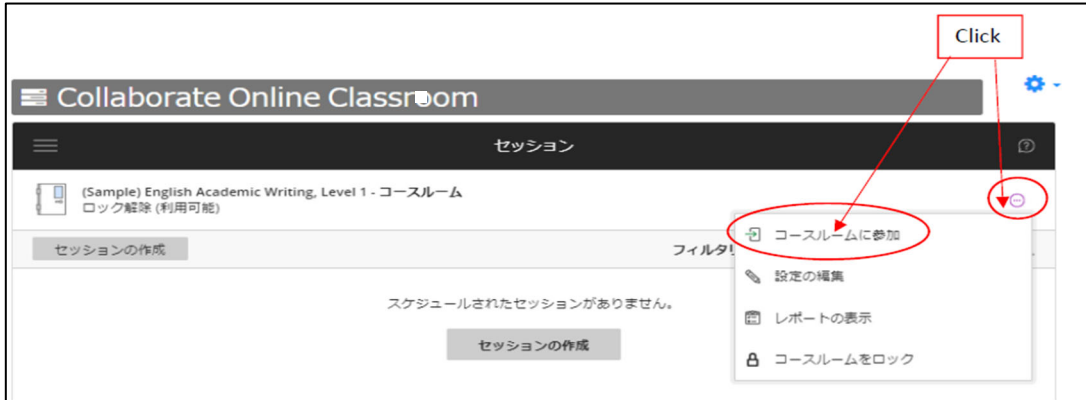 Click
Collaborate Online Classroom
セッション
(Sample) English Academic Writing, Level 1 - コースルーム
ロック解除 (利用可能)
コースルームに参加
セッションの作成
フィルタ
設定の編集
スケジュールされたセッションがありません。
レポートの表示
セッションの作成
コースルームをロック